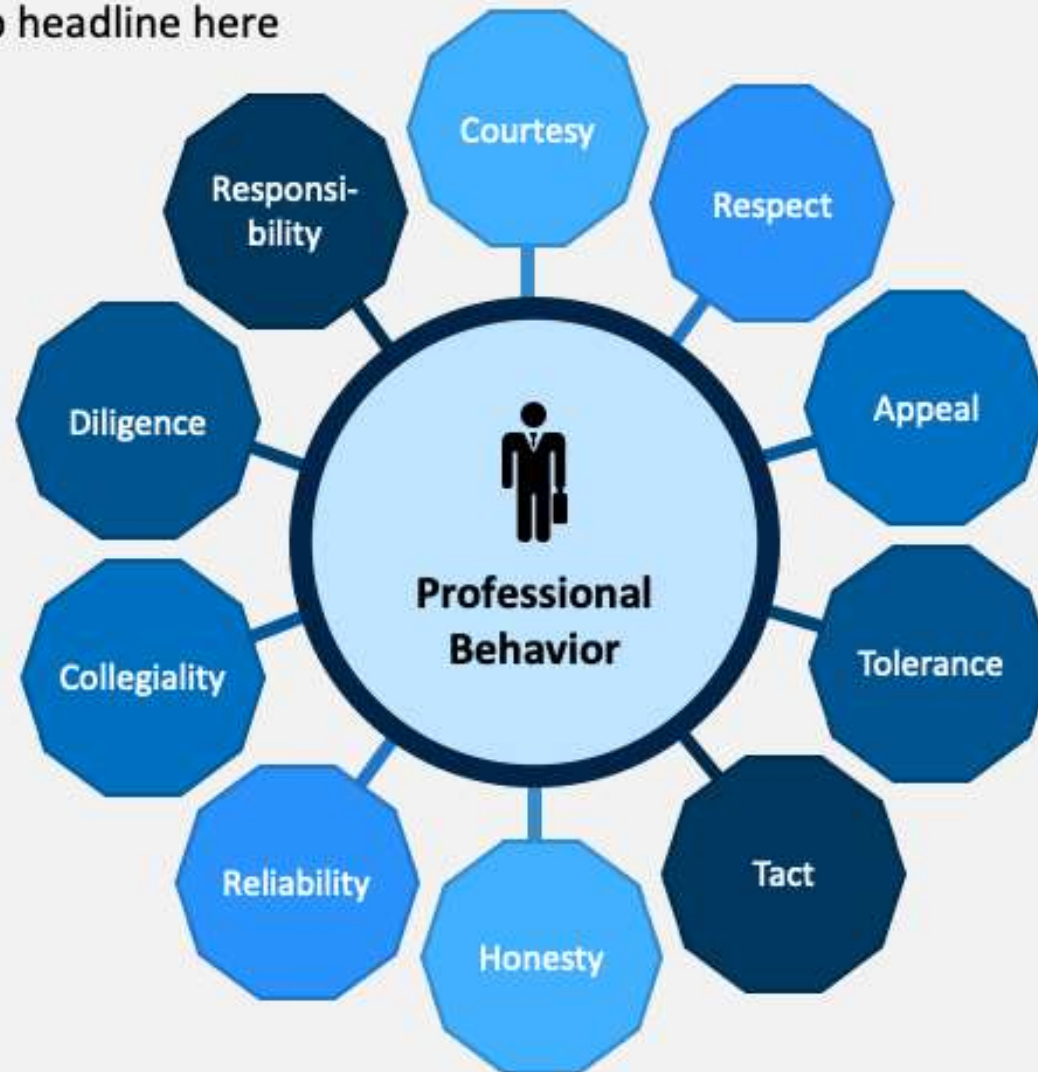 headline here
Courtesy
Respect
Appeal
Tolerance
Tact
Honesty
Reliability
Collegiality
Diligence
Responsi-
bility
Professional
Behavior